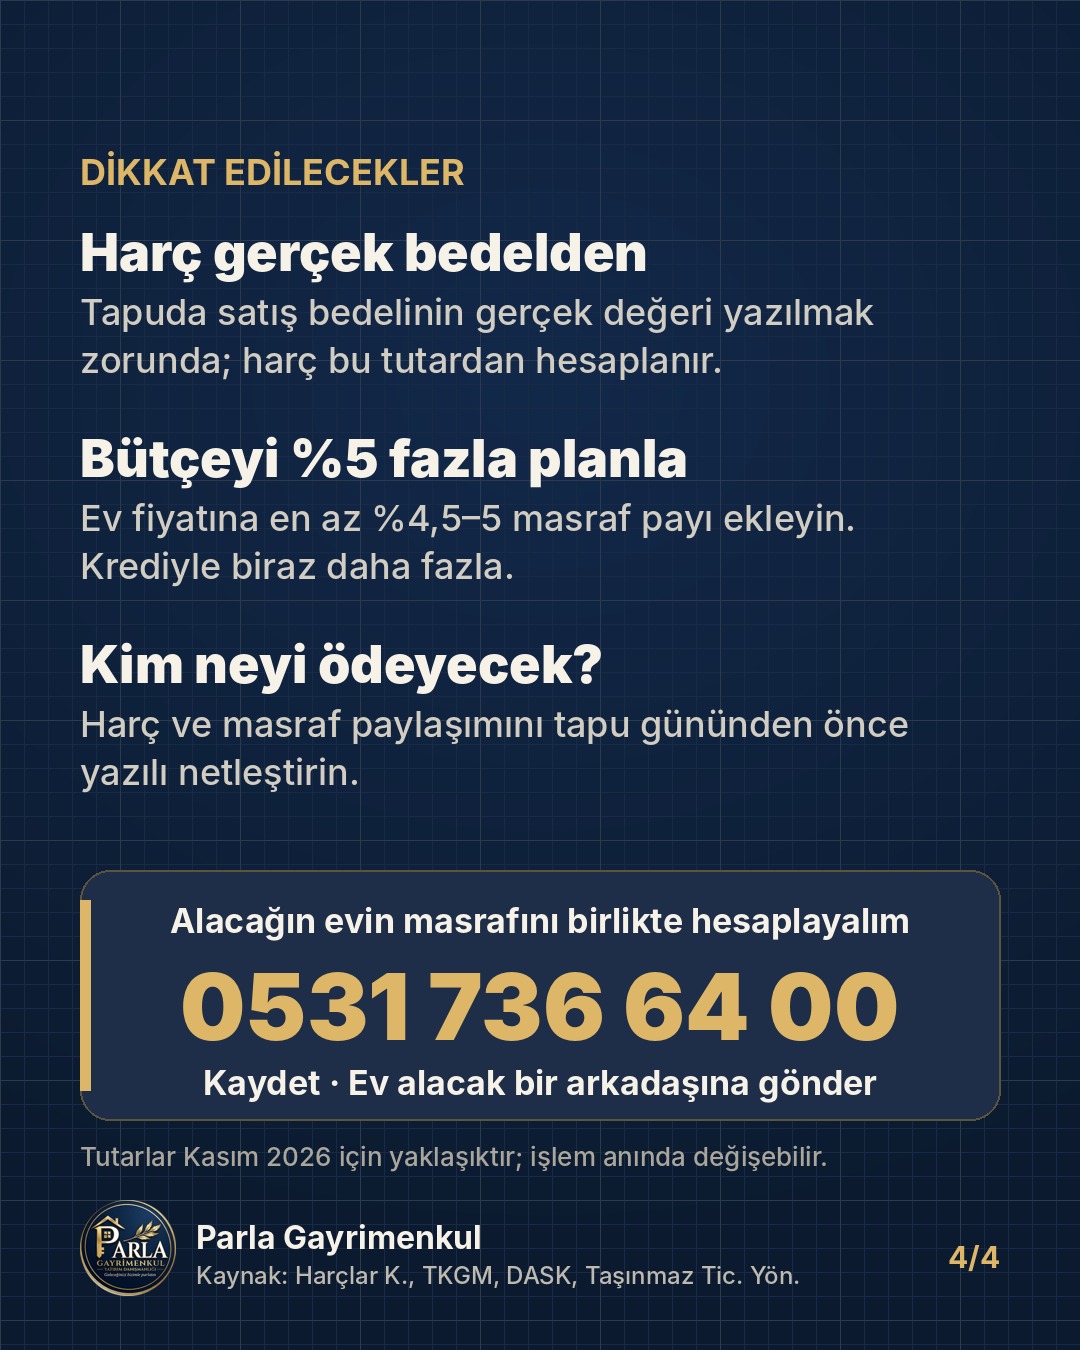 DİKKAT EDİLECEKLER
Harç gerçek bedelden
Tapuda satış bedelinin gerçek değeri yazılmak
zorunda; harç bu tutardan hesaplanır.
Bütçeyi %5 fazla planla
Ev fiyatına en az %4,5–5 masraf payı ekleyin.
Krediyle biraz daha fazla.
Kim neyi ödeyecek?
Harç ve masraf paylaşımını tapu gününden önce
yazılı netleştirin.
Alacağın evin masrafını birlikte hesaplayalım
0531 736 64 00
Kaydet · Ev alacak bir arkadaşına gönder
Tutarlar Kasım 2026 için yaklaşıktır; işlem anında değişebilir.
PARLA
GAYRİMENKUL
Parla Gayrimenkul
Kaynak: Harçlar K., TKGM, DASK, Taşınmaz Tic. Yön.
4/4